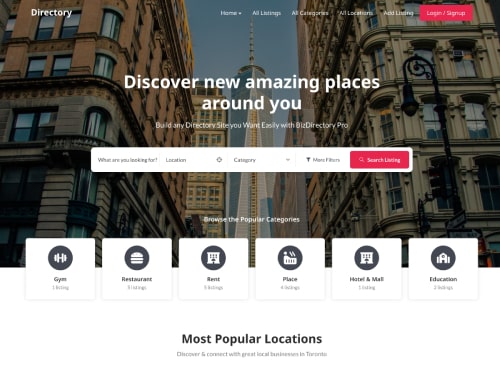 Directory
Home All Listings All Categories All Locations Add Listing Login / Signup
Discover new amazing places
around you
Build any Directory Site you Want Easily with BizDirectory Pro
What are you looking for? Location Category More Filters Search Listing
Browse the Popular Categories
Gym Restaurant Rent Place Hotel & Mall Education
1 listing 5 listings 5 listings 4 listings 1 listing 2 listings
Most Popular Locations
Discover & connect with great local businesses in Toronto